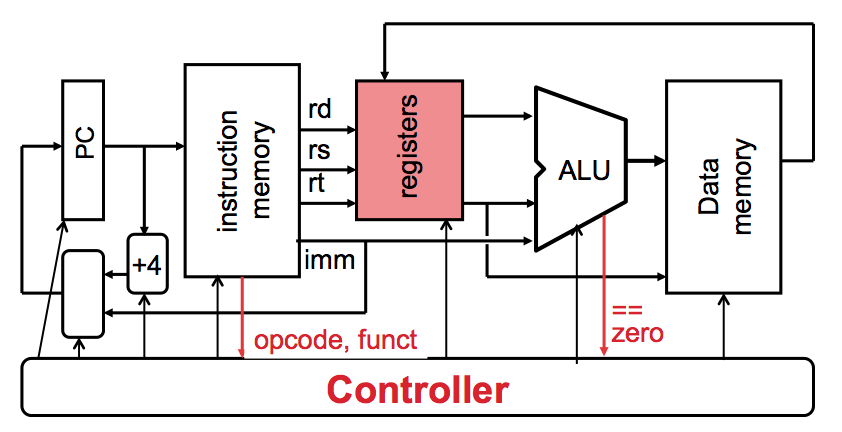 PC
+4
instruction
memory
rd
rs
rt
imm
registers
ALU
Data
memory
opcode, funct
==
zero
Controller